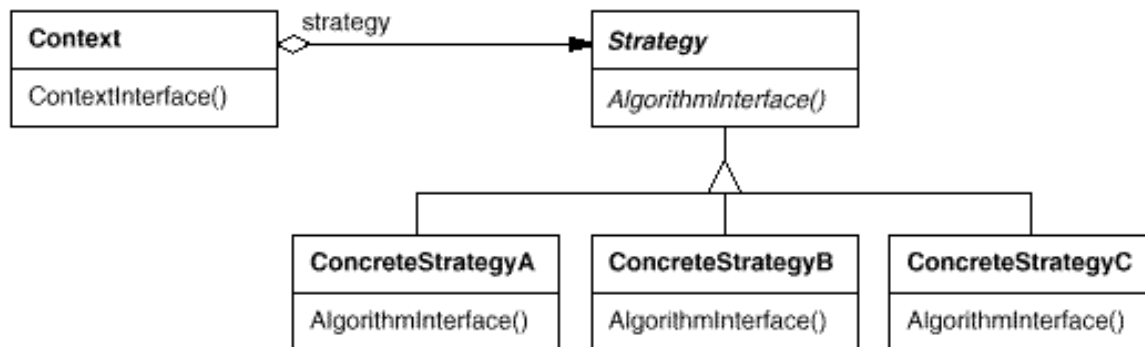 strategy
Context
Strategy
ContextInterface()
AlgorithmInterface()
ConcreteStrategyA
ConcreteStrategyB
ConcreteStrategyC
AlgorithmInterface()
AlgorithmInterface()
AlgorithmInterface()